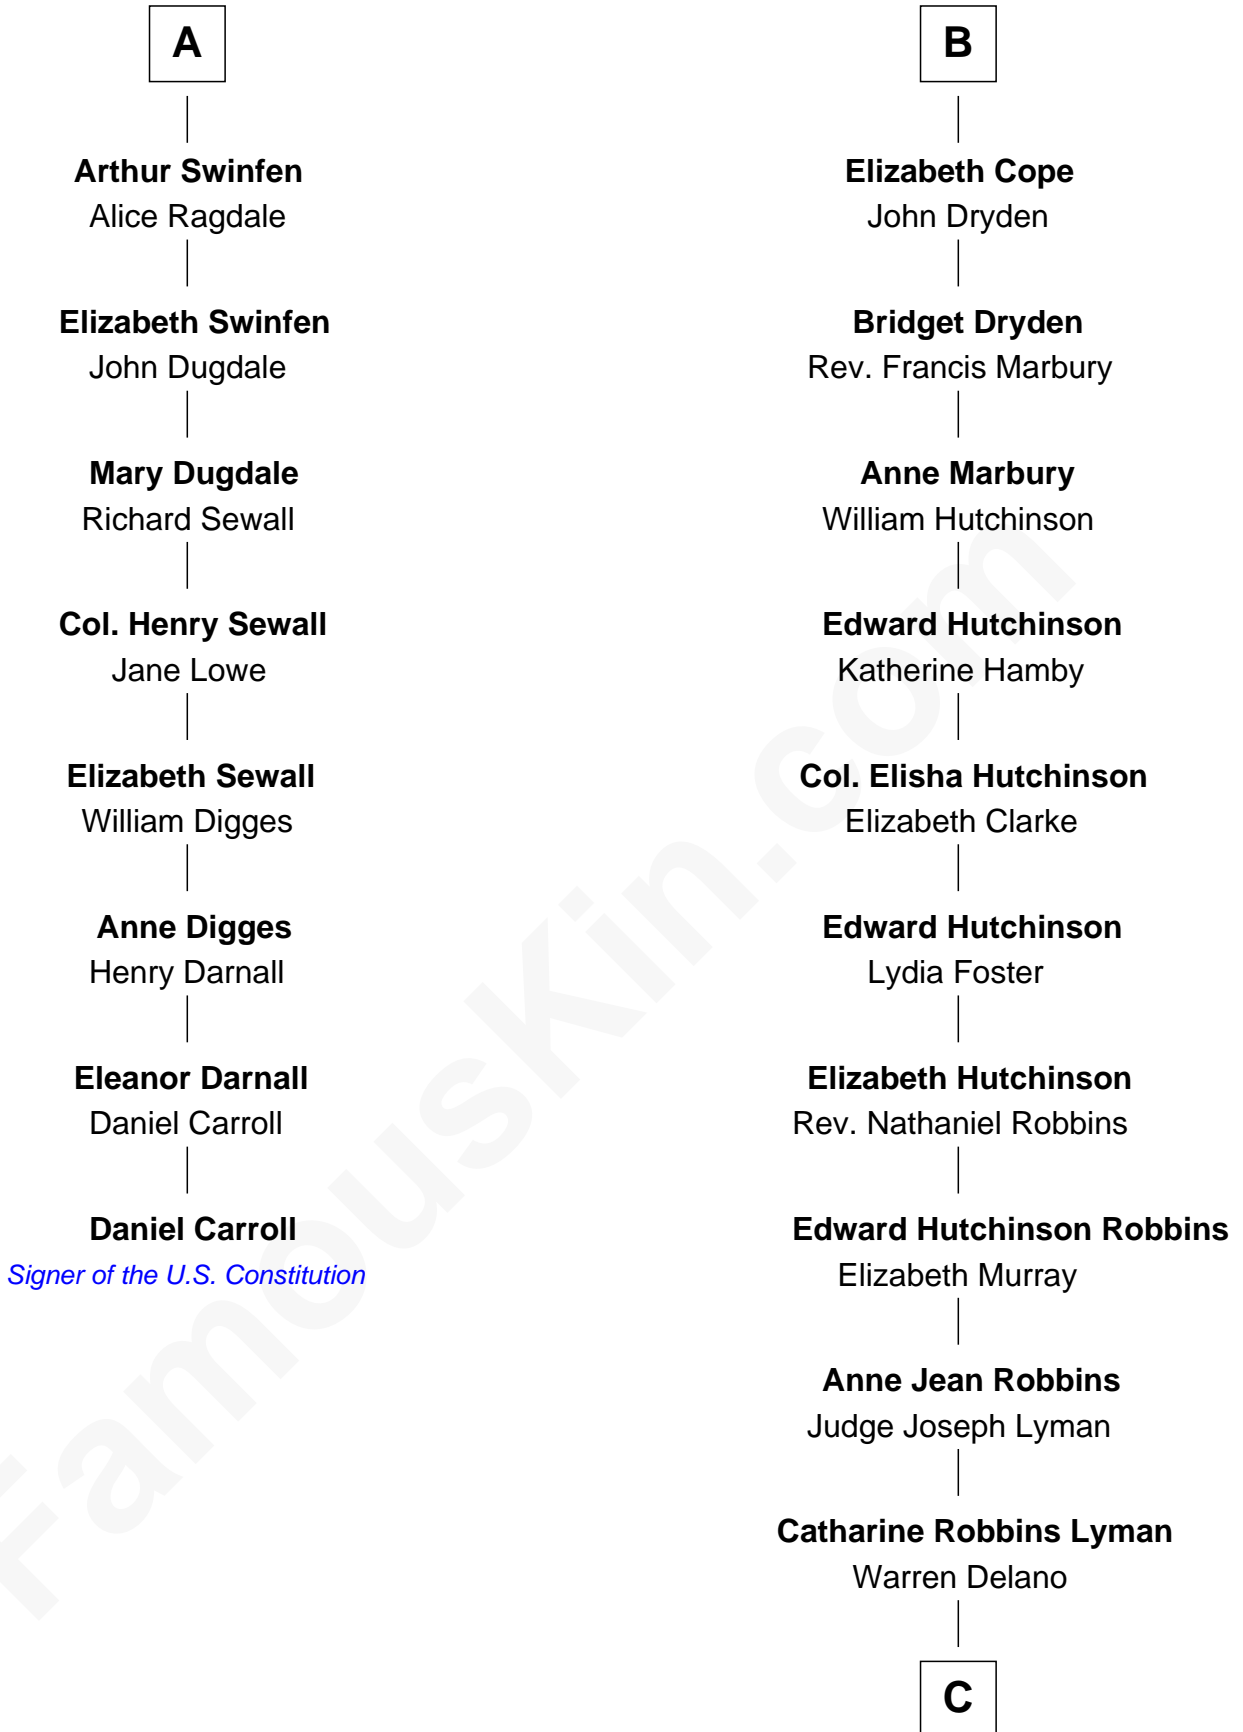 A
Arthur Swinfen
Alice Ragdale
Elizabeth Swinfen
John Dugdale
Mary Dugdale
Richard Sewall
Col. Henry Sewall
Jane Lowe
Elizabeth Sewall
William Digges
Anne Digges
Henry Darnall
Eleanor Darnall
Daniel Carroll
Daniel Carroll
Signer of the U.S. Constitution
B
Elizabeth Cope
John Dryden
Bridget Dryden
Rev. Francis Marbury
Anne Marbury
William Hutchinson
Edward Hutchinson
Katherine Hamby
Col. Elisha Hutchinson
Elizabeth Clarke
Edward Hutchinson
Lydia Foster
Elizabeth Hutchinson
Rev. Nathaniel Robbins
Edward Hutchinson Robbins
Elizabeth Murray
Anne Jean Robbins
Judge Joseph Lyman
Catharine Robbins Lyman
Warren Delano
C
FamousKin.com